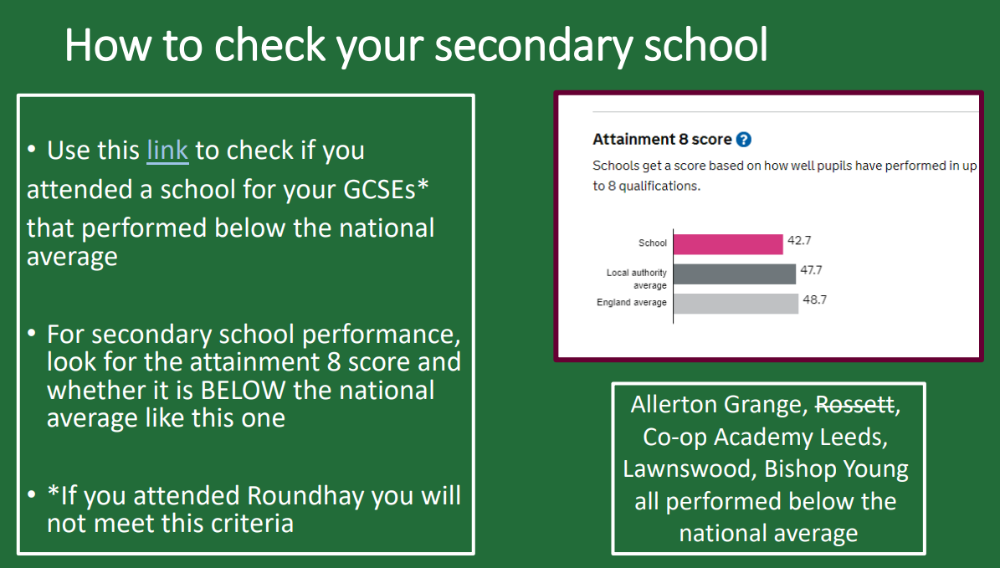 How to check your secondary school
• Use this link to check if you
attended a school for your GCSEs*
that performed below the national
average
• For secondary school performance,
look for the attainment 8 score and
whether it is BELOW the national
average like this one
• *If you attended Roundhay you will
not meet this criteria
Attainment 8 score ?
Schools get a score based on how well pupils have performed in up
to 8 qualifications.
School 42.7
Local authority
average 47.7
England average 48.7
Allerton Grange, Rossett,
Co-op Academy Leeds,
Lawnswood, Bishop Young
all performed below the
national average